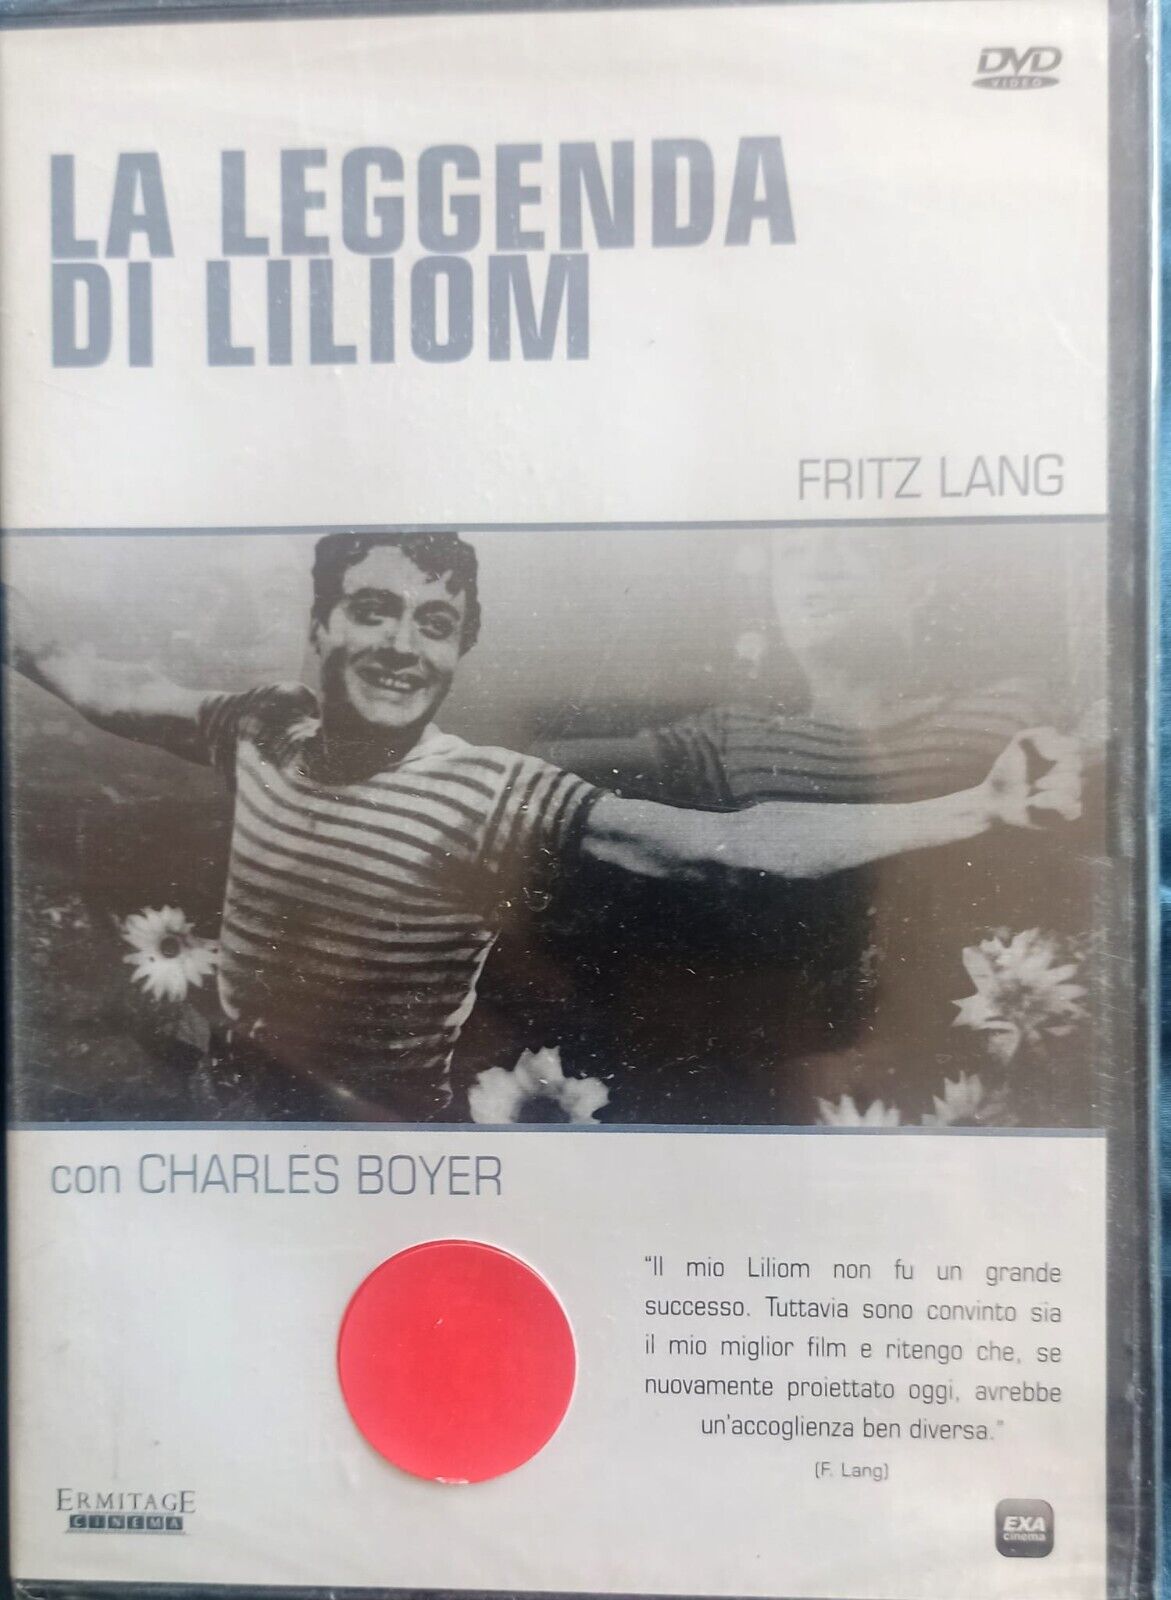 DVD
VIDEO
LA LEGGENDA
DI LILIOM
FRITZ LANG
con CHARLES BOYER
“Il mio Liliom non fu un grande
successo. Tuttavia sono convinto sia
il mio miglior film e ritengo che, se
nuovamente proiettato oggi, avrebbe
un'accoglienza ben diversa.”
(F. Lang)
ERMITAGE
CINEMA
EXA
cinema